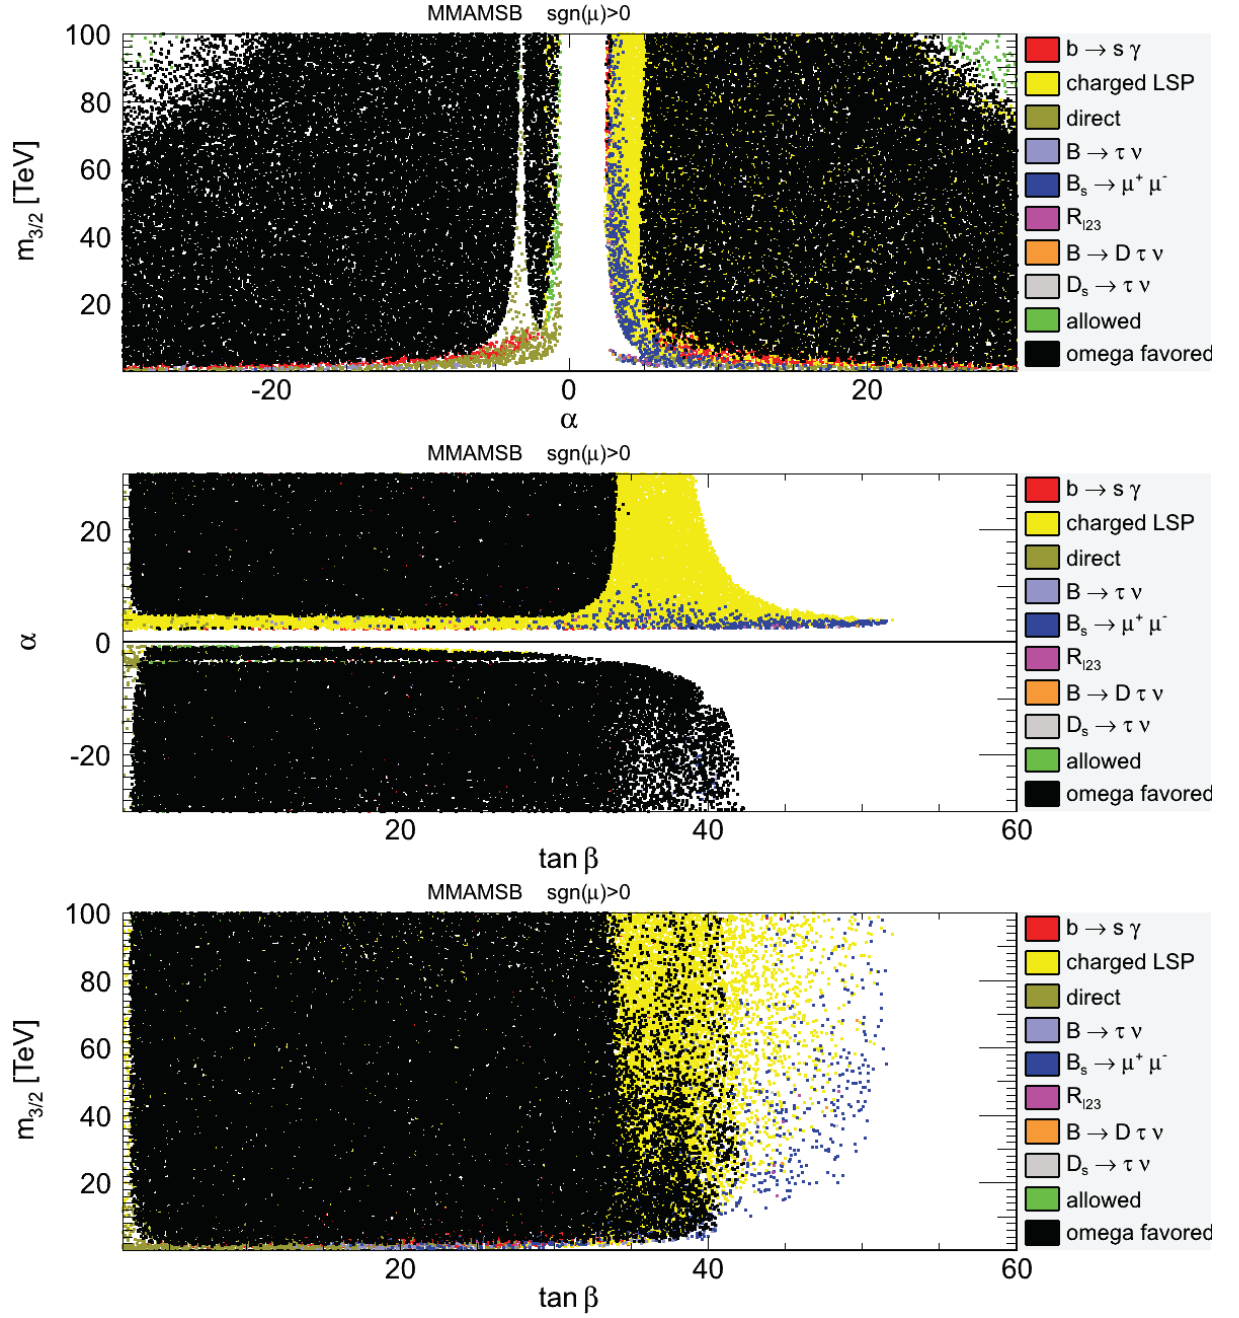 MMAMSB sgn(μ)>0
100
80
60
40
20
m3/2 [TeV]
-20 0 20
α
b → s γ
charged LSP
direct
B → τ ν
Bs → μ+ μ-
Rl23
B → D τ ν
Ds → τ ν
allowed
omega favored
MMAMSB sgn(μ)>0
20
0
-20
α
20 40 60
tan β
b → s γ
charged LSP
direct
B → τ ν
Bs → μ+ μ-
Rl23
B → D τ ν
Ds → τ ν
allowed
omega favored
MMAMSB sgn(μ)>0
100
80
60
40
20
m3/2 [TeV]
20 40 60
tan β
b → s γ
charged LSP
direct
B → τ ν
Bs → μ+ μ-
Rl23
B → D τ ν
Ds → τ ν
allowed
omega favored